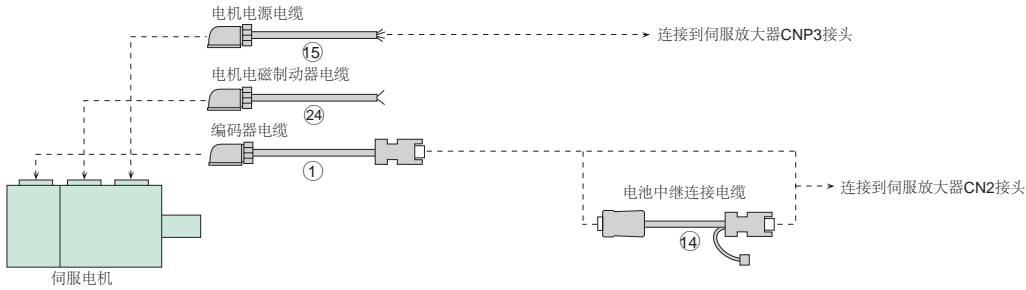 电机电源电缆
15
连接到伺服放大器CNP3接头
电机电磁制动器电缆
24
编码器电缆
1
电池中继连接电缆
14
连接到伺服放大器CN2接头
伺服电机